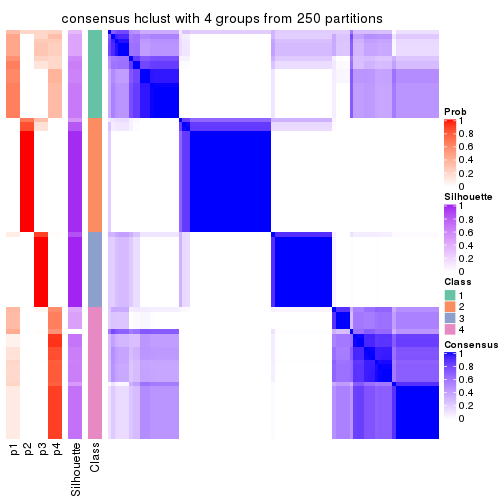 consensus hclust with 4 groups from 250 partitions
Prob
1
0.8
0.6
0.4
0.2
0
Silhouette
1
0.8
0.6
0.4
0.2
0
Class
1
2
3
4
Consensus
1
0.8
0.6
0.4
0.2
0
p1
p2
p3
p4
Silhouette
Class